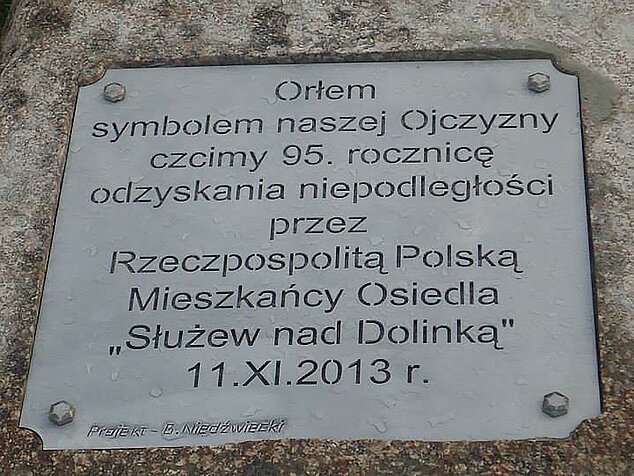 Orłem
symbolem naszej Ojczyzny
czcimy 95. rocznicę
odzyskania niepodległości
przez
Rzeczpospolitą Polską
Mieszkańcy Osiedla
„Służew nad Dolinką"
11.XI.2013 r.
Projekt - B. Niedźwiecki